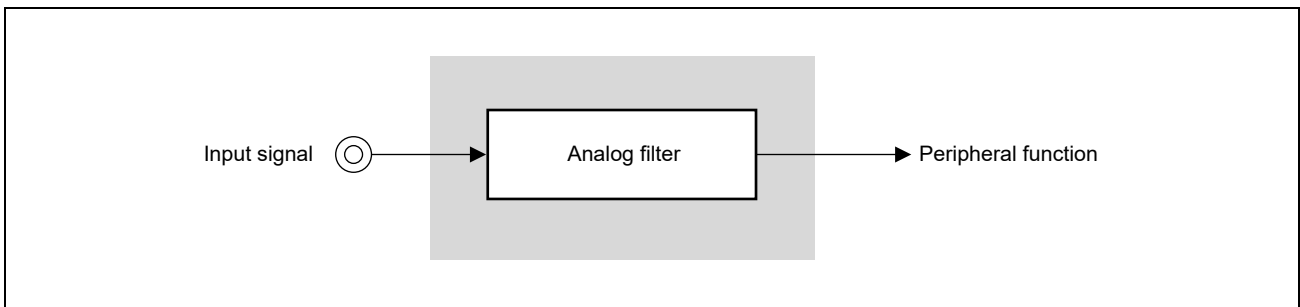 Input signal
Analog filter
Peripheral function